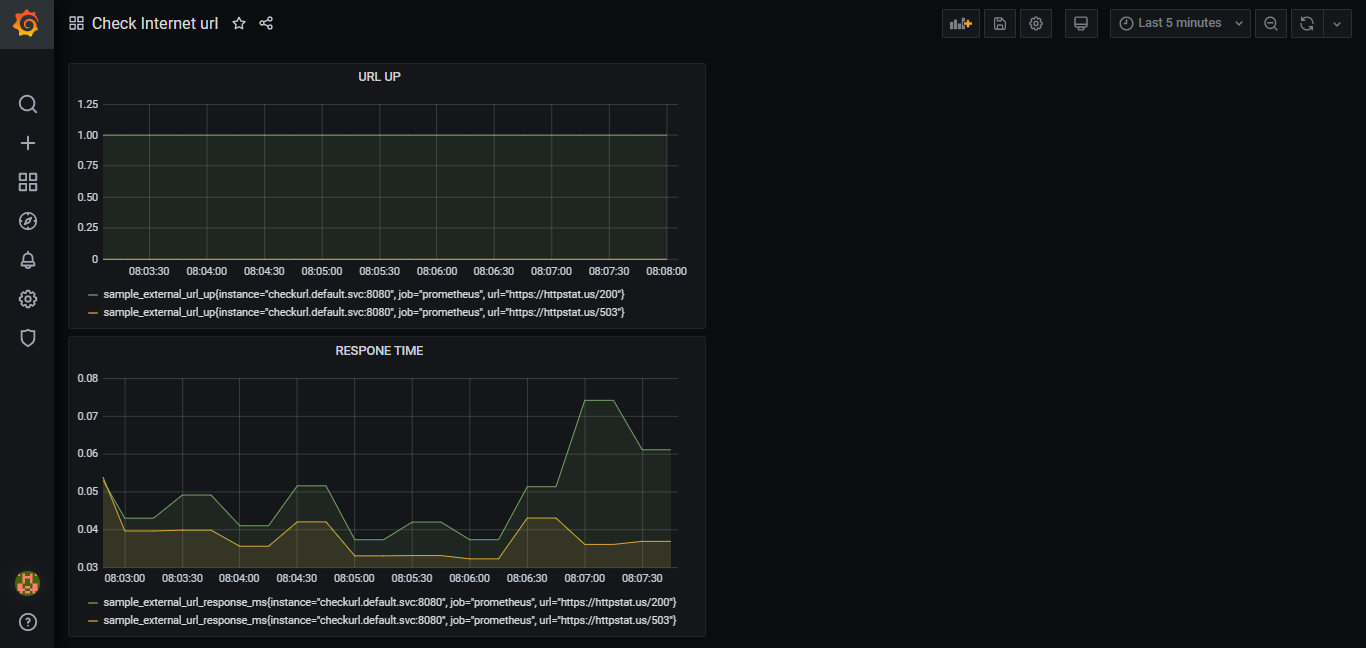 Check Internet url
Last 5 minutes
URL UP
1.25
1.00
0.75
0.50
0.25
0
08:03:30 08:04:00 08:04:30 08:05:00 08:05:30 08:06:00 08:06:30 08:07:00 08:07:30 08:08:00
sample_external_url_up{instance="checkurl.default.svc:8080", job="prometheus", url="https://httpstat.us/200"}
sample_external_url_up{instance="checkurl.default.svc:8080", job="prometheus", url="https://httpstat.us/503"}
RESPONE TIME
0.08
0.07
0.06
0.05
0.04
0.03
08:03:00 08:03:30 08:04:00 08:04:30 08:05:00 08:05:30 08:06:00 08:06:30 08:07:00 08:07:30
sample_external_url_response_ms{instance="checkurl.default.svc:8080", job="prometheus", url="https://httpstat.us/200"}
sample_external_url_response_ms{instance="checkurl.default.svc:8080", job="prometheus", url="https://httpstat.us/503"}